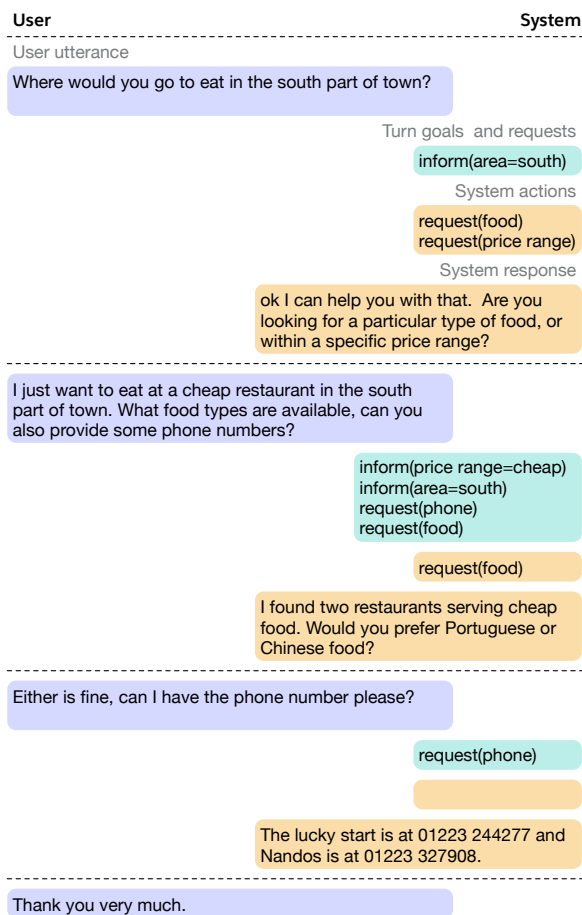 User System
User utterance
Where would you go to eat in the south part of town?
Turn goals and requests
inform(area=south)
System actions
request(food)
request(price range)
System response
ok I can help you with that. Are you
looking for a particular type of food, or
within a specific price range?
I just want to eat at a cheap restaurant in the south
part of town. What food types are available, can you
also provide some phone numbers?
inform(price range=cheap)
inform(area=south)
request(phone)
request(food)
request(food)
I found two restaurants serving cheap
food. Would you prefer Portuguese or
Chinese food?
Either is fine, can I have the phone number please?
request(phone)
The lucky start is at 01223 244277 and
Nandos is at 01223 327908.
Thank you very much.